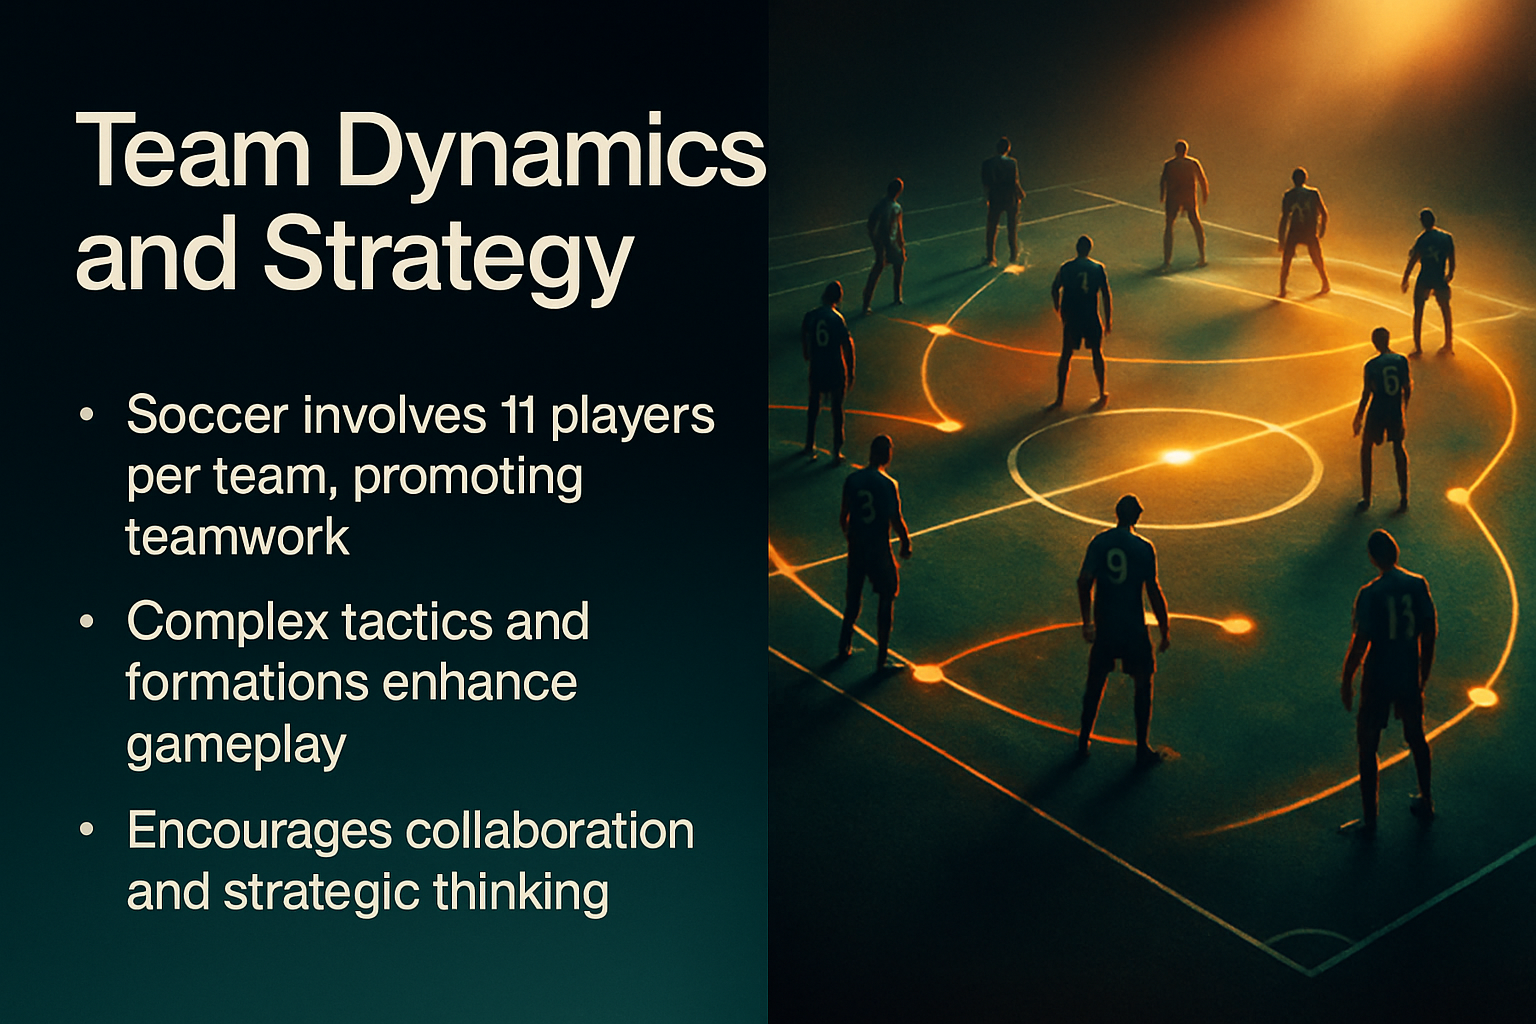 Team Dynamics
and Strategy
• Soccer involves 11 players
per team, promoting
teamwork
• Complex tactics and
formations enhance
gameplay
• Encourages collaboration
and strategic thinking
7
6
6
3
9
13